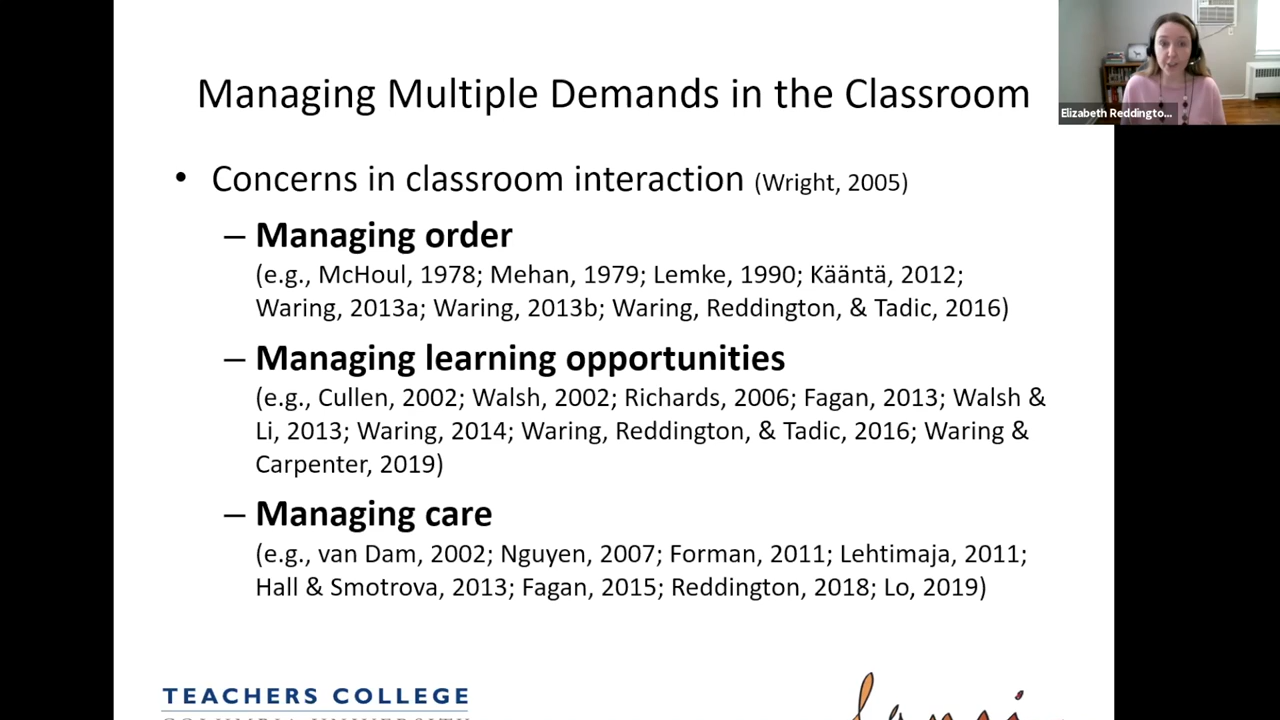 Managing Multiple Demands in the Classroom
Elizabeth Reddingto...
• Concerns in classroom interaction (Wright, 2005)
– Managing order
(e.g., McHoul, 1978; Mehan, 1979; Lemke, 1990; Kääntä, 2012;
Waring, 2013a; Waring, 2013b; Waring, Reddington, & Tadic, 2016)
– Managing learning opportunities
(e.g., Cullen, 2002; Walsh, 2002; Richards, 2006; Fagan, 2013; Walsh &
Li, 2013; Waring, 2014; Waring, Reddington, & Tadic, 2016; Waring &
Carpenter, 2019)
– Managing care
(e.g., van Dam, 2002; Nguyen, 2007; Forman, 2011; Lehtimaja, 2011;
Hall & Smotrova, 2013; Fagan, 2015; Reddington, 2018; Lo, 2019)
TEACHERS COLLEGE